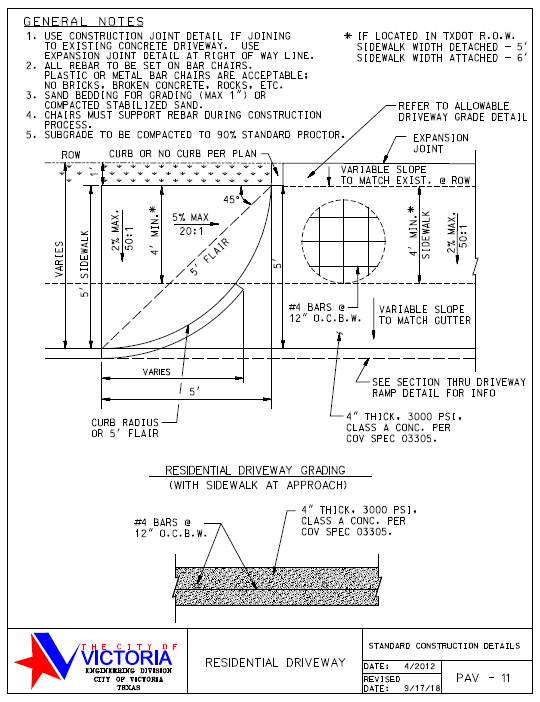 GENERAL NOTES
1. USE CONSTRUCTION JOINT DETAIL IF JOINING
TO EXISTING CONCRETE DRIVEWAY. USE
EXPANSION JOINT DETAIL AT RIGHT OF WAY LINE.
2. ALL REBAR TO BE SET ON BAR CHAIRS.
PLASTIC OR METAL BAR CHAIRS ARE ACCEPTABLE;
NO BRICKS, BROKEN CONCRETE, ROCKS, ETC.
3. SAND BEDDING FOR GRADING (MAX 1") OR
COMPACTED STABILIZED SAND.
4. CHAIRS MUST SUPPORT REBAR DURING CONSTRUCTION
PROCESS.
5. SUBGRADE TO BE COMPACTED TO 90% STANDARD PROCTOR.
* IF LOCATED IN TXDOT R.O.W.
SIDEWALK WIDTH DETACHED - 5'
SIDEWALK WIDTH ATTACHED - 6'
REFER TO ALLOWABLE
DRIVEWAY GRADE DETAIL
EXPANSION
JOINT
ROW
CURB OR NO CURB PER PLAN
1'
VARIABLE SLOPE
TO MATCH EXIST. @ ROW
45°
VARIES
5' SIDEWALK
2% MAX.
50:1
4' MIN.*
5% MAX
20:1
5' FLAIR
5'
4' MIN.*
SIDEWALK
2% MAX.
50:1
#4 BARS @
12" O.C.B.W.
VARIABLE SLOPE
TO MATCH GUTTER
VARIES
5'
SEE SECTION THRU DRIVEWAY
RAMP DETAIL FOR INFO
CURB RADIUS
OR 5' FLAIR
4" THICK, 3000 PSI,
CLASS A CONC. PER
COV SPEC 03305.
RESIDENTIAL DRIVEWAY GRADING
(WITH SIDEWALK AT APPROACH)
#4 BARS @
12" O.C.B.W.
4" THICK, 3000 PSI,
CLASS A CONC. PER
COV SPEC 03305.
THE CITY OF
VICTORIA
ENGINEERING DIVISION
CITY OF VICTORIA
TEXAS
RESIDENTIAL DRIVEWAY
STANDARD CONSTRUCTION DETAILS
DATE: 4/2012
REVISED
DATE: 9/17/18
PAV - 11